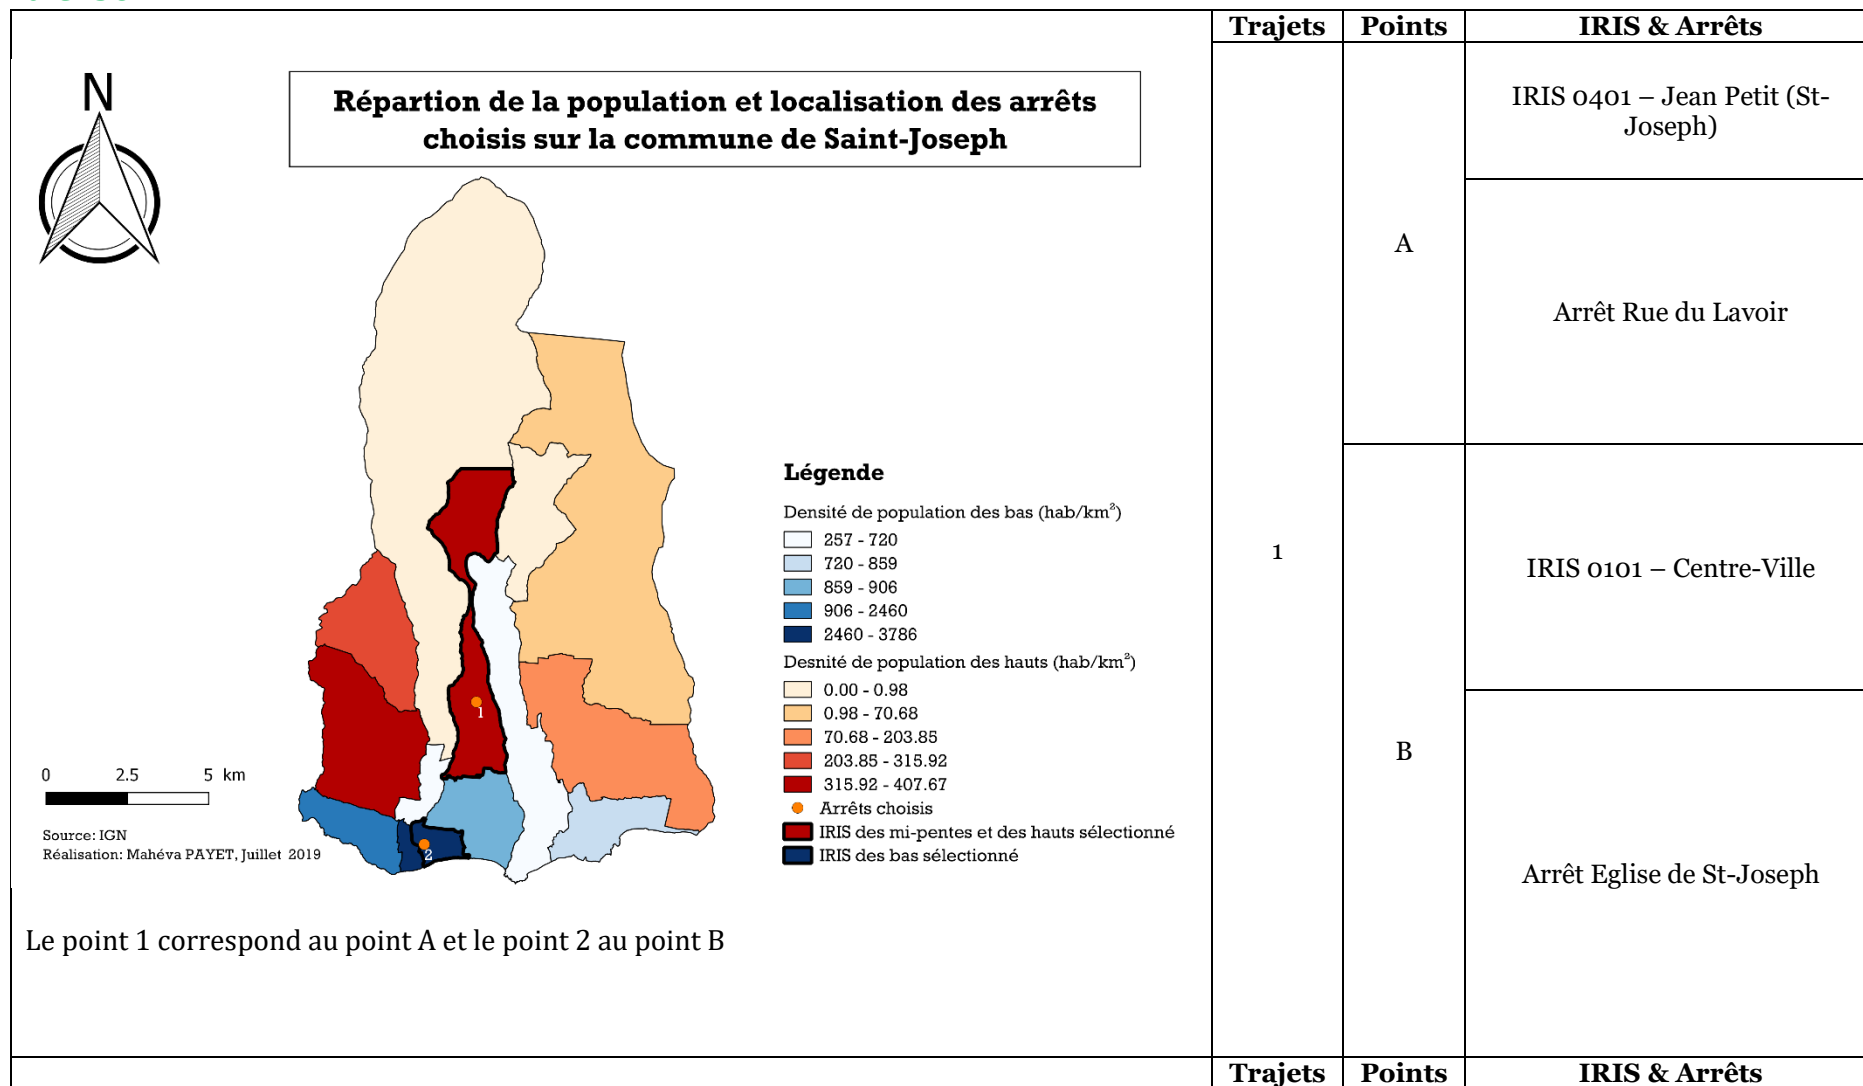 Trajets Points IRIS & Arrêts
N
Répartion de la population et localisation des arrêts
choisis sur la commune de Saint-Joseph
1
2
Légende
Densité de population des bas (hab/km²)
257 - 720
720 - 859
859 - 906
906 - 2460
2460 - 3786
Desnité de population des hauts (hab/km²)
0.00 - 0.98
0.98 - 70.68
70.68 - 203.85
203.85 - 315.92
315.92 - 407.67
Arrêts choisis
IRIS des mi-pentes et des hauts sélectionné
IRIS des bas sélectionné
0 2.5 5 km
Source: IGN
Réalisation: Mahéva PAYET, Juillet 2019
Le point 1 correspond au point A et le point 2 au point B
1
A
IRIS 0401 – Jean Petit (St-
Joseph)
Arrêt Rue du Lavoir
B
IRIS 0101 – Centre-Ville
Arrêt Eglise de St-Joseph
Trajets Points IRIS & Arrêts